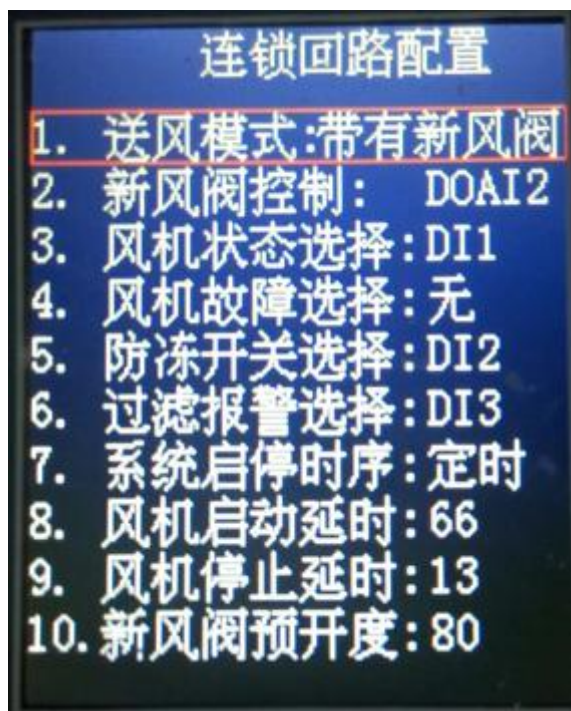 连锁回路配置
1. 送风模式:带有新风阀
2. 新风阀控制: DOAI2
3. 风机状态选择:DI1
4. 风机故障选择:无
5. 防冻开关选择:DI2
6. 过滤报警选择:DI3
7. 系统启停时序:定时
8. 风机启动延时:66
9. 风机停止延时:13
10.新风阀预开度:80